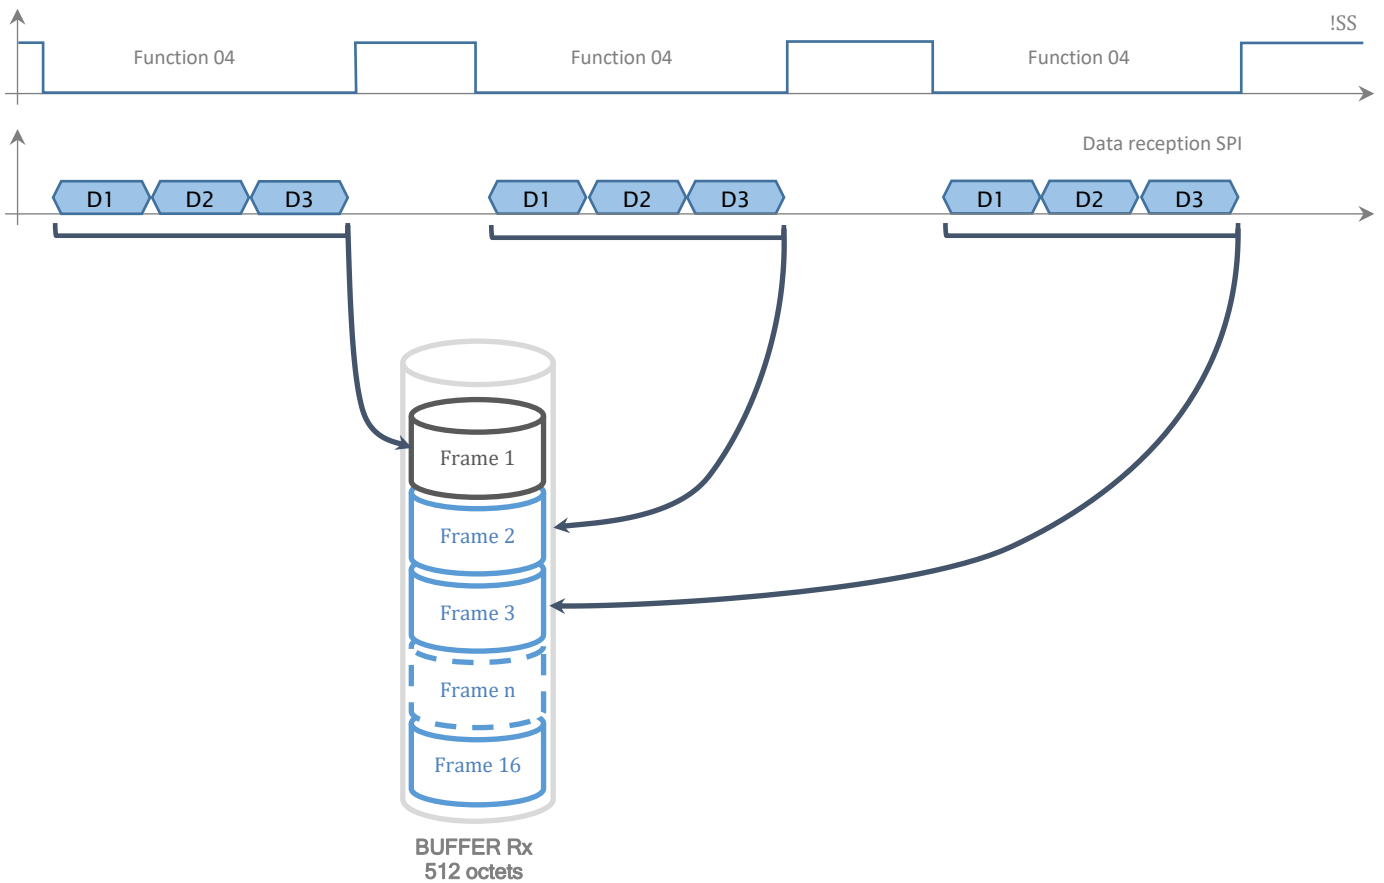 !SS
Function 04
Function 04
Function 04
Data reception SPI
D1
D2
D3
D1
D2
D3
D1
D2
D3
Frame 1
Frame 2
Frame 3
Frame n
Frame 16
BUFFER Rx
512 octets